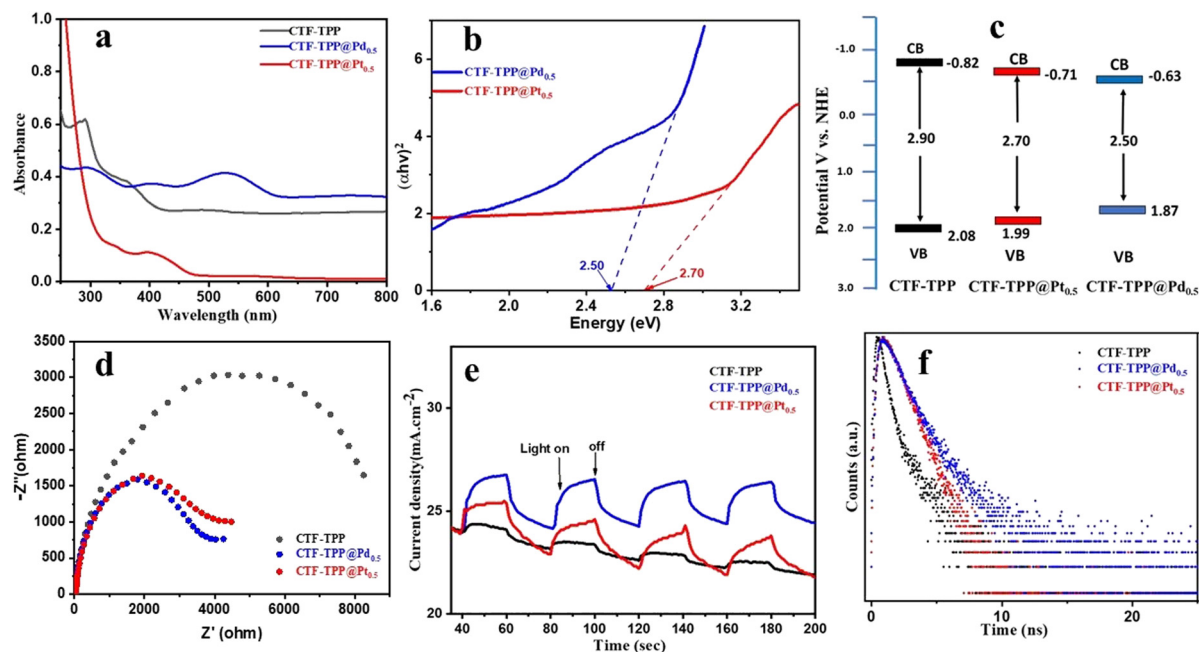 a
CTF-TPP
CTF-TPP@Pd0.5
CTF-TPP@Pt0.5
Absorbance
1.0
0.8
0.6
0.4
0.2
0.0
300 400 500 600 700 800
Wavelength (nm)
b
CTF-TPP@Pd0.5
CTF-TPP@Pt0.5
(αhν)²
6
4
2
0
2.50
2.70
1.6 2.0 2.4 2.8 3.2
Energy (eV)
c
Potential V vs. NHE
-1.0
0.0
1.0
2.0
3.0
CB
-0.82
2.90
2.08
VB
CTF-TPP
CB
-0.71
2.70
1.99
VB
CTF-TPP@Pt0.5
CB
-0.63
2.50
1.87
VB
CTF-TPP@Pd0.5
d
-Z"(ohm)
3500
3000
2500
2000
1500
1000
500
0
CTF-TPP
CTF-TPP@Pd0.5
CTF-TPP@Pt0.5
0 2000 4000 6000 8000
Z' (ohm)
e
CTF-TPP
CTF-TPP@Pd0.5
CTF-TPP@Pt0.5
Current density(mA.cm-2)
30
25
20
Light on
off
40 60 80 100 120 140 160 180 200
Time (sec)
f
CTF-TPP
CTF-TPP@Pd0.5
CTF-TPP@Pt0.5
Counts (a.u.)
0 5 10 20
Time (ns)